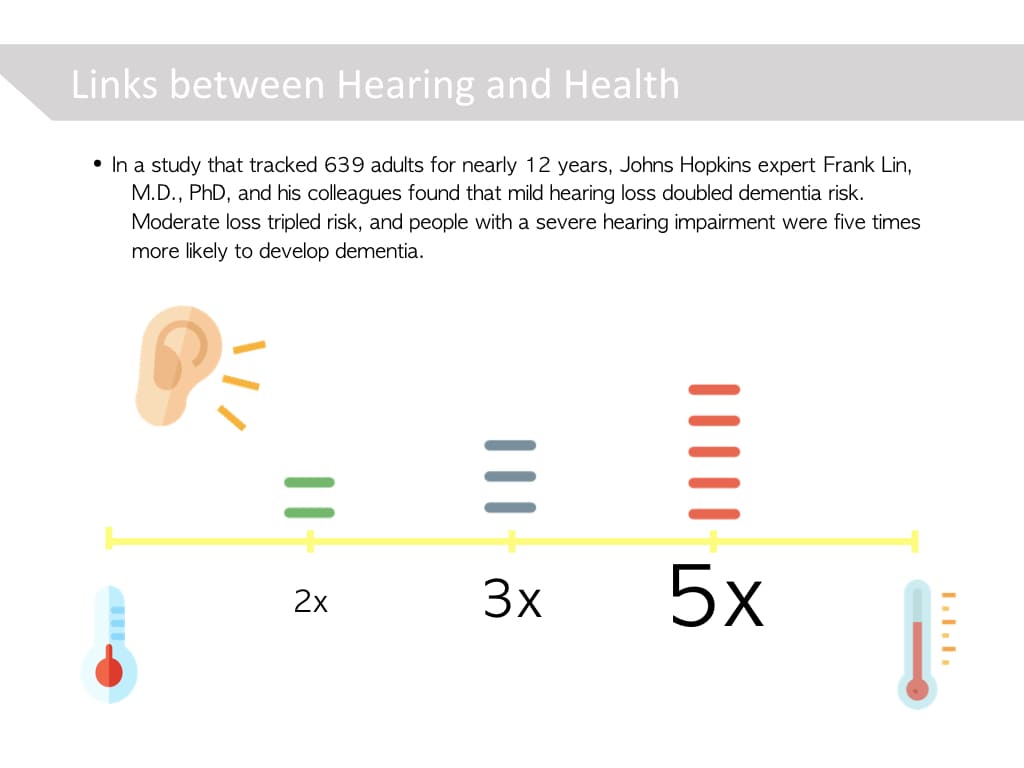 Links between Hearing and Health
• In a study that tracked 639 adults for nearly 12 years, Johns Hopkins expert Frank Lin,
M.D., PhD, and his colleagues found that mild hearing loss doubled dementia risk.
Moderate loss tripled risk, and people with a severe hearing impairment were five times
more likely to develop dementia.
2x
3x
5x